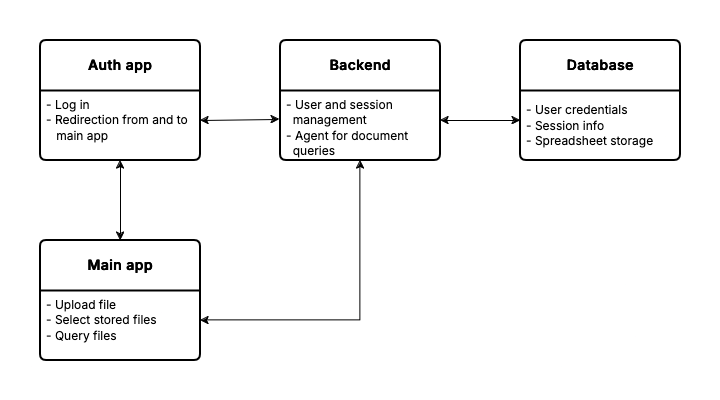 Auth app
- Log in
- Redirection from and to
main app
Backend
- User and session
management
- Agent for document
queries
Database
- User credentials
- Session info
- Spreadsheet storage
Main app
- Upload file
- Select stored files
- Query files